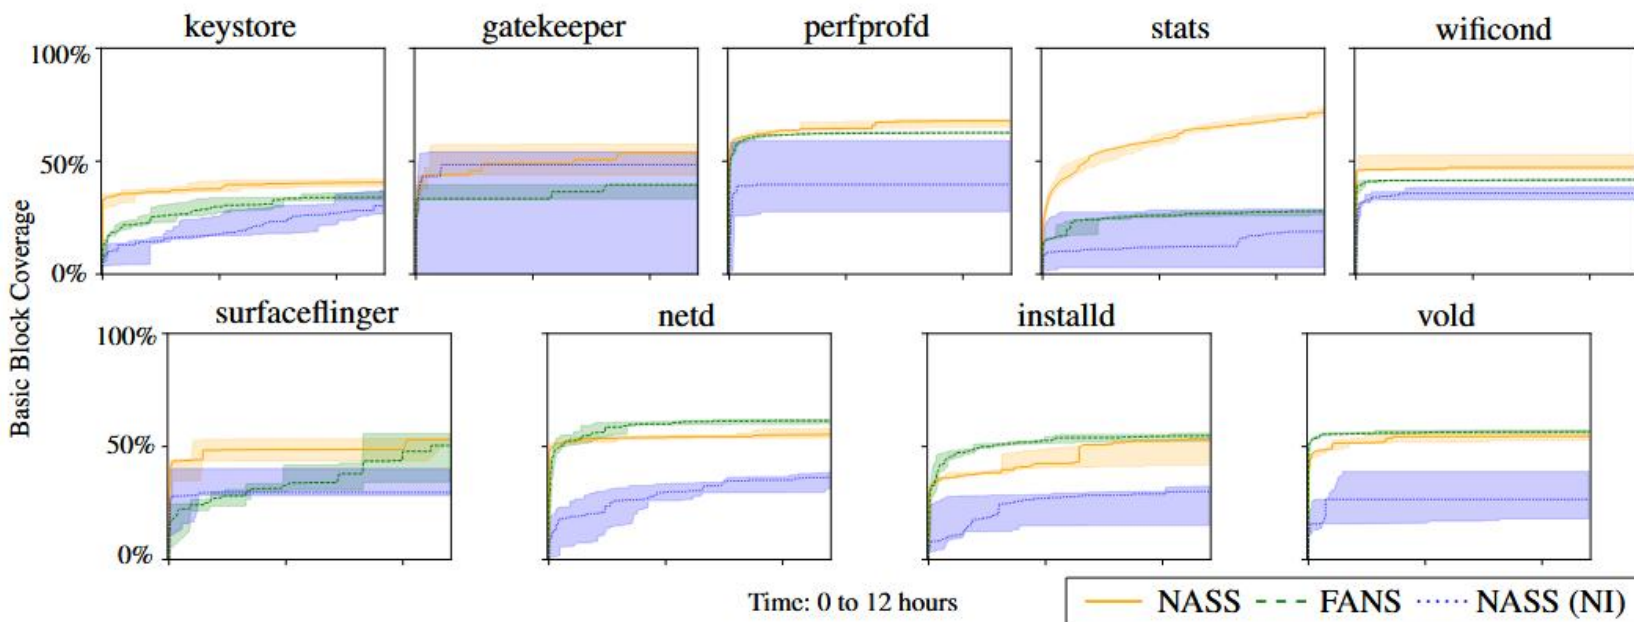 keystore
gatekeeper
perfprofd
stats
wificond
100%
50%
0%
Basic Block Coverage
surfaceflinger
netd
installd
vold
100%
50%
0%
Time: 0 to 12 hours
NASS FANS NASS (NI)